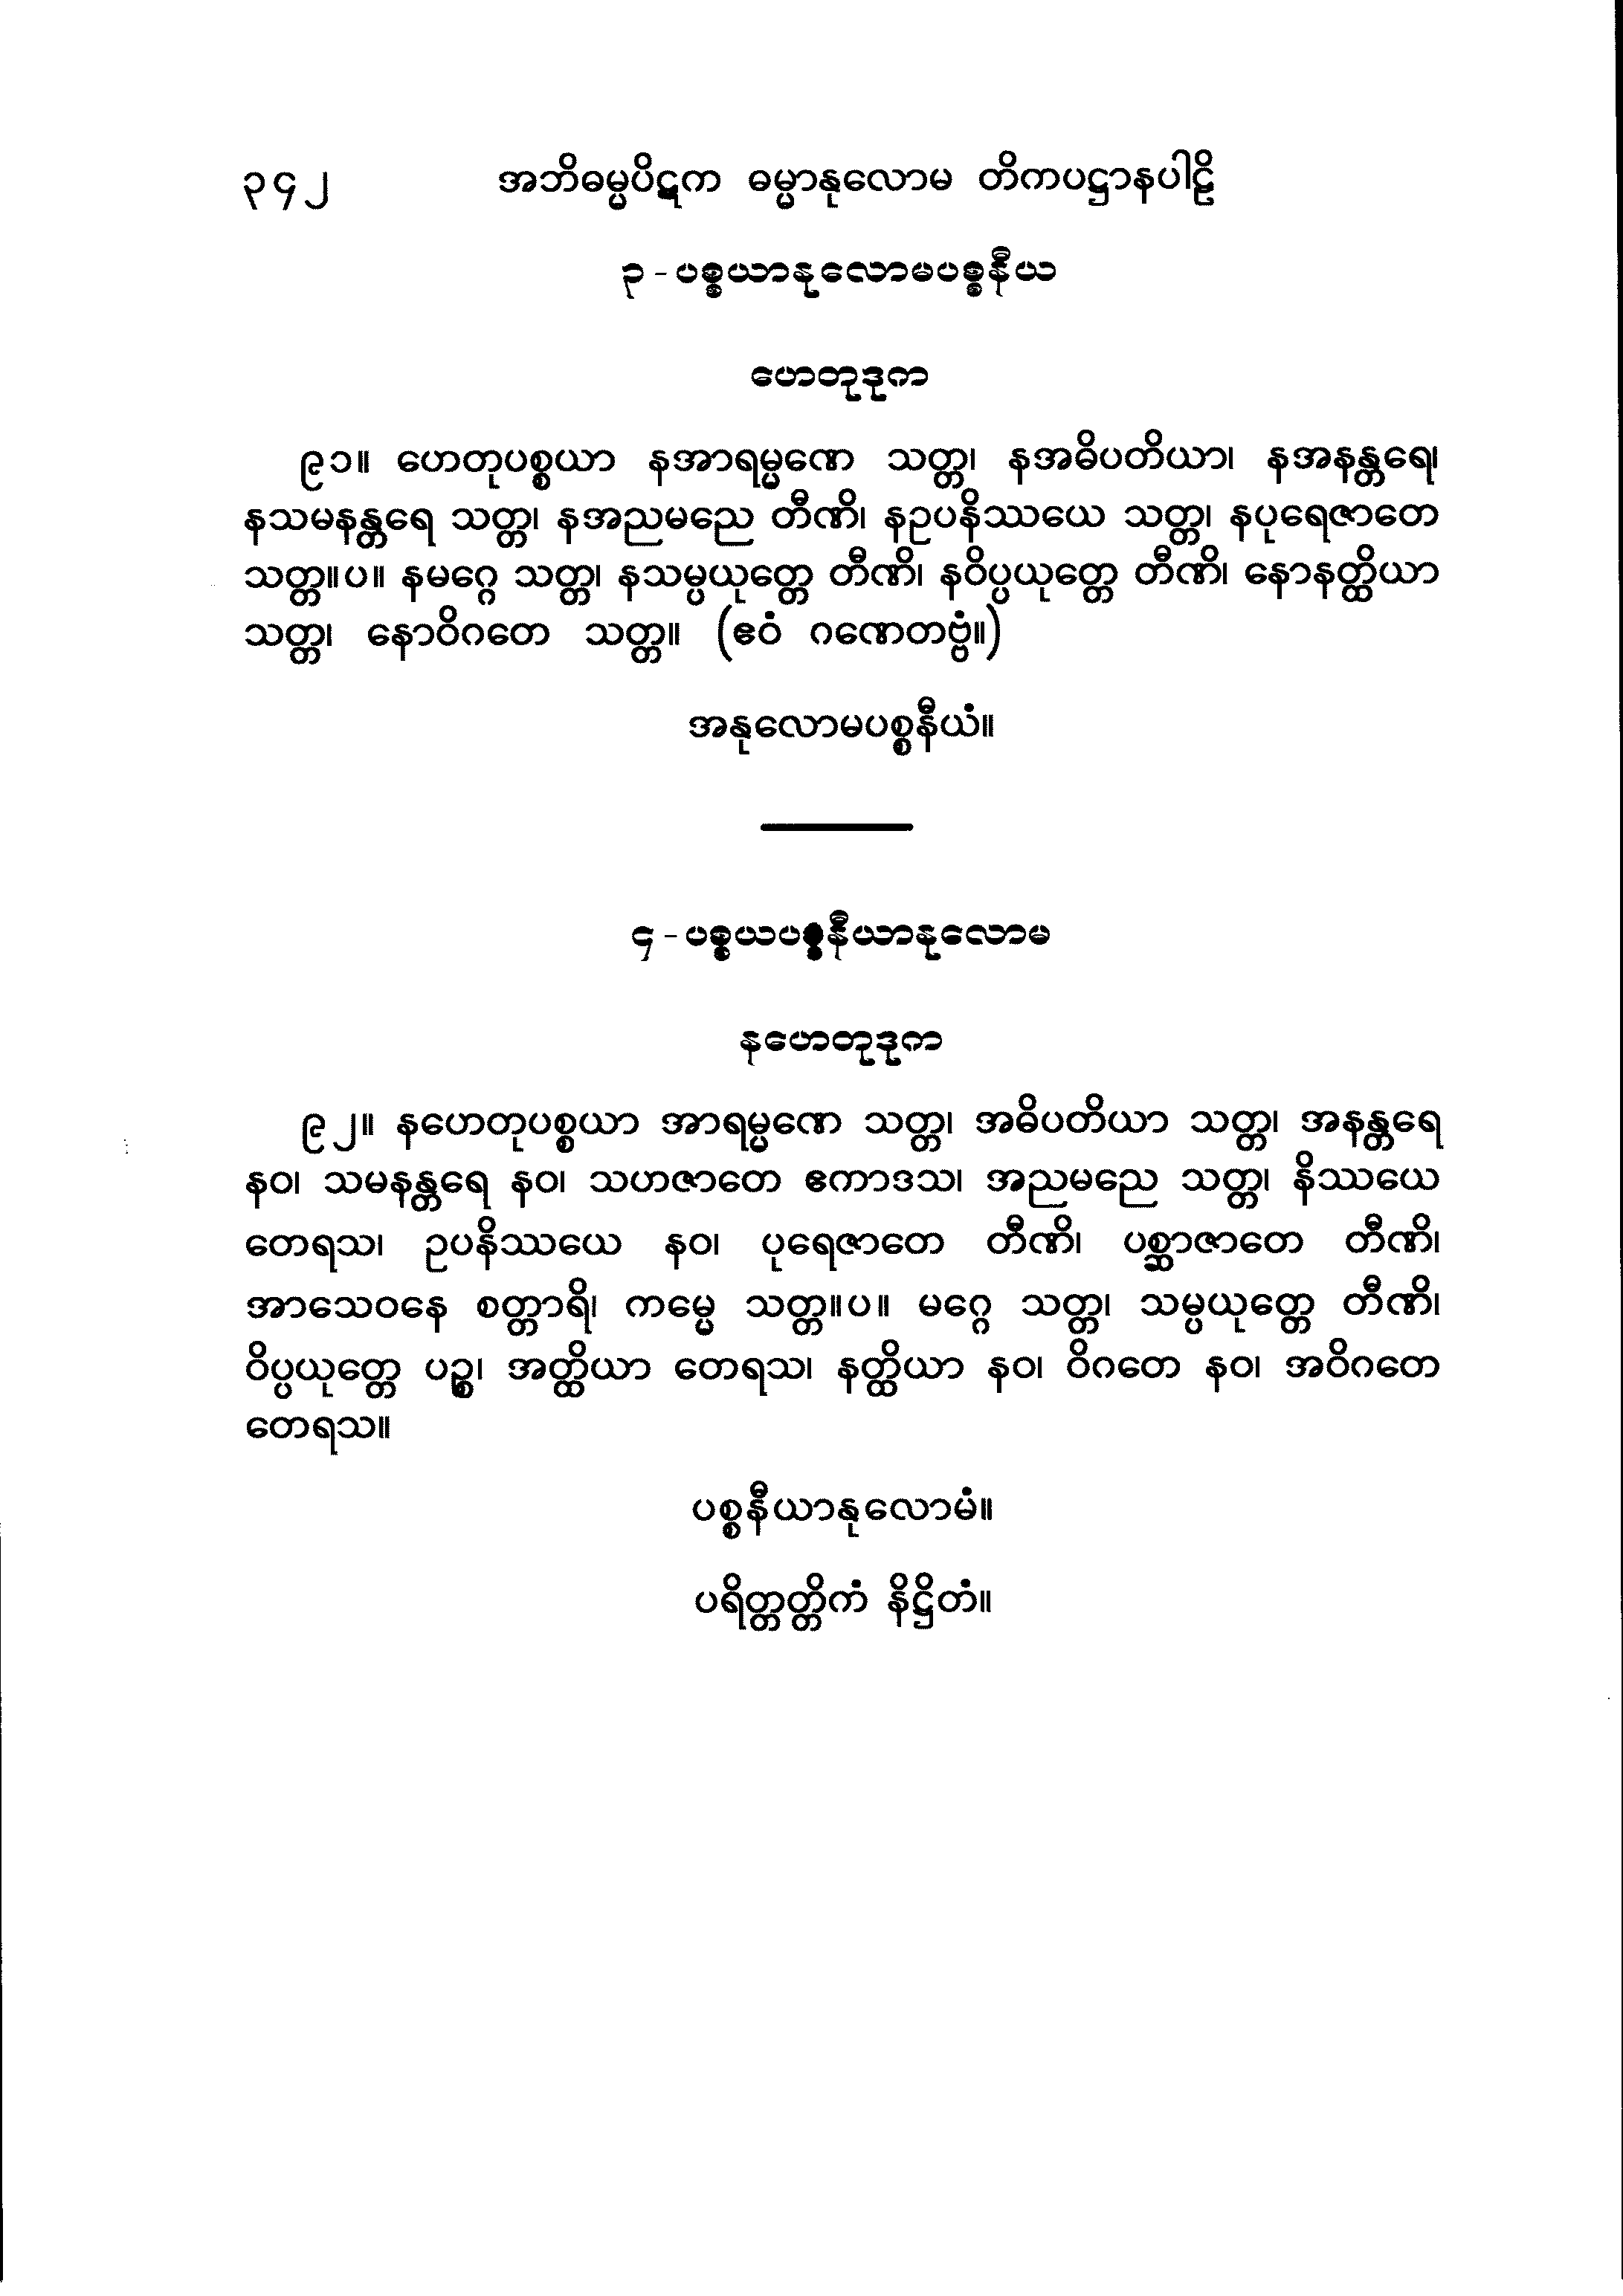 ၃၄၂ အဘိဓမ္မပိဋက ဓမ္မာနုလောမ တိကပဋ္ဌာနပါဠိ
၃ - ပစ္စယာနုလောမပစ္စနီယ
ဟေတုဒုက
၉၁။ ဟေတုပစ္စယာ နအာရမ္မဏေ သတ္တ၊ နအဓိပတိယာ၊ နအနန္တရေ၊
နသမနန္တရေ သတ္တ၊ နအညမညေ တီဏိ၊ နဥပနိဿယေ သတ္တ၊ နပုရေဇာတေ
သတ္တ။ပ။ နမဂ္ဂေ သတ္တ၊ နသမ္ပယုတ္တေ တီဏိ၊ နဝိပ္ပယုတ္တေ တီဏိ၊ နောနတ္ထိယာ
သတ္တ၊ နောဝိဂတေ သတ္တ။ (ဧဝံ ဂဏေတဗ္ဗံ။)
အနုလောမပစ္စနီယံ။
၄ - ပစ္စယပစ္စနီယာနုလောမ
နဟေတုဒုက
၉၂။ နဟေတုပစ္စယာ အာရမ္မဏေ သတ္တ၊ အဓိပတိယာ သတ္တ၊ အနန္တရေ
နဝ၊ သမနန္တရေ နဝ၊ သဟဇာတေ ဧကာဒသ၊ အညမညေ သတ္တ၊ နိဿယေ
တေရသ၊ ဥပနိဿယေ နဝ၊ ပုရေဇာတေ တီဏိ၊ ပစ္ဆာဇာတေ တီဏိ၊
အာသေဝနေ စတ္တာရိ၊ ကမ္မေ သတ္တ။ပ။ မဂ္ဂေ သတ္တ၊ သမ္ပယုတ္တေ တီဏိ၊
ဝိပ္ပယုတ္တေ ပဉ္စ၊ အတ္ထိယာ တေရသ၊ နတ္ထိယာ နဝ၊ ဝိဂတေ နဝ၊ အဝိဂတေ
တေရသ။
ပစ္စနီယာနုလောမံ။
ပရိတ္တတ္တိကံ နိဋ္ဌိတံ။